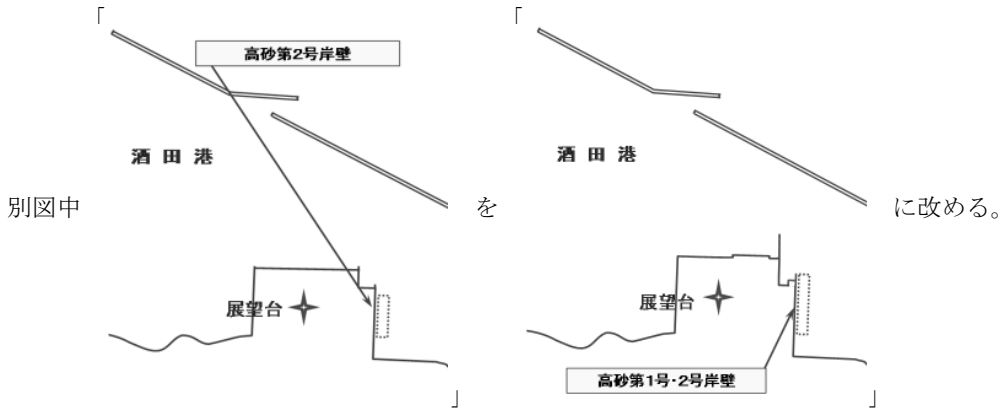 別図中
「
高砂第2号岸壁
酒田港
展望台
」
を
「
酒田港
展望台
高砂第1号・2号岸壁
」
に改める。